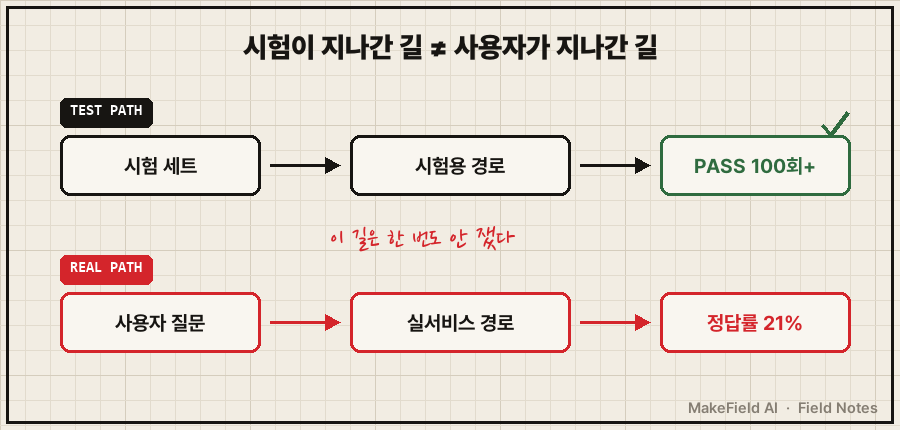 시험이 지나간 길 ≠ 사용자가 지나간 길
TEST PATH
시험 세트
시험용 경로
PASS 100회+
이 길은 한 번도 안 쟀다
REAL PATH
사용자 질문
실서비스 경로
정답률 21%
MakeField AI · Field Notes